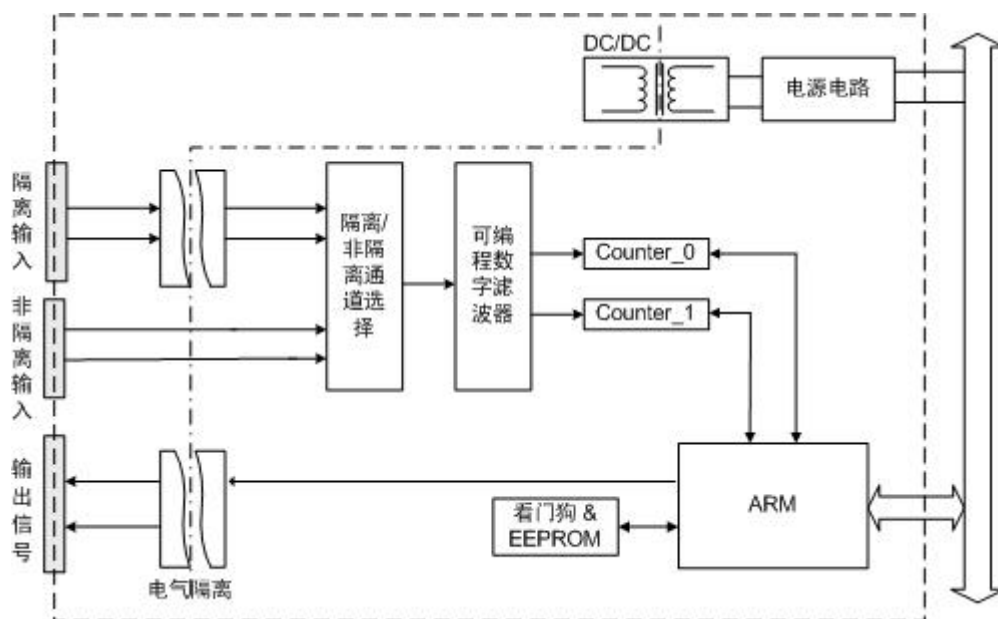 DC/DC
电源电路
隔离输入
隔离/
非隔
离通
道选
择
可编
程数
字滤
波器
Counter_0
Counter_1
非隔离输入
输出信号
电气隔离
看门狗 &
EEPROM
ARM